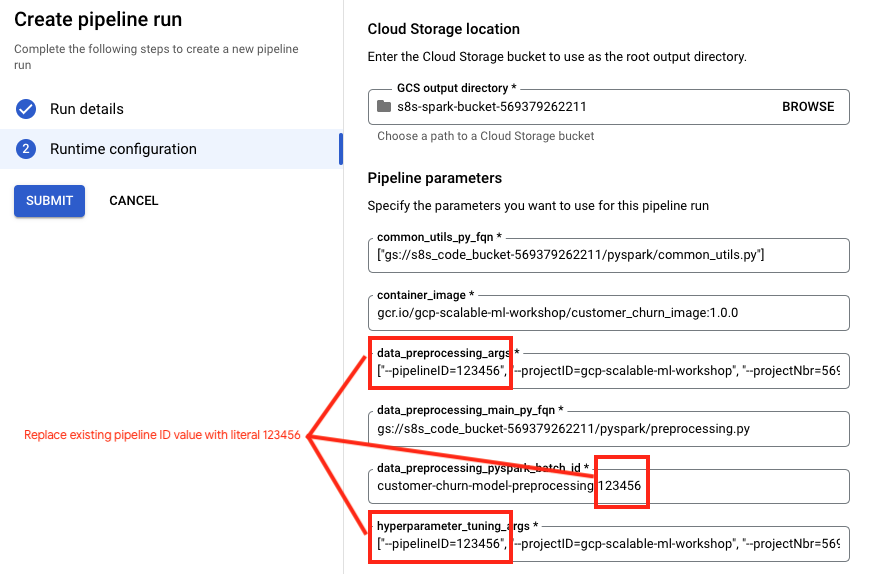 Create pipeline run
Complete the following steps to create a new pipeline
run
Run details
2 Runtime configuration
SUBMIT CANCEL
Replace existing pipeline ID value with literal 123456
Cloud Storage location
Enter the Cloud Storage bucket to use as the root output directory.
GCS output directory *
s8s-spark-bucket-569379262211 BROWSE
Choose a path to a Cloud Storage bucket
Pipeline parameters
Specify the parameters you want to use for this pipeline run
common_utils_py_fqn *
["gs://s8s_code_bucket-569379262211/pyspark/common_utils.py"]
container_image *
gcr.io/gcp-scalable-ml-workshop/customer_churn_image:1.0.0
data_preprocessing_args *
["--pipelineID=123456", "--projectID=gcp-scalable-ml-workshop", "--projectNbr=569
data_preprocessing_main_py_fqn *
gs://s8s_code_bucket-569379262211/pyspark/preprocessing.py
data_preprocessing_pyspark_batch_id *
customer-churn-model-preprocessing-123456
hyperparameter_tuning_args *
["--pipelineID=123456", "--projectID=gcp-scalable-ml-workshop", "--projectNbr=569